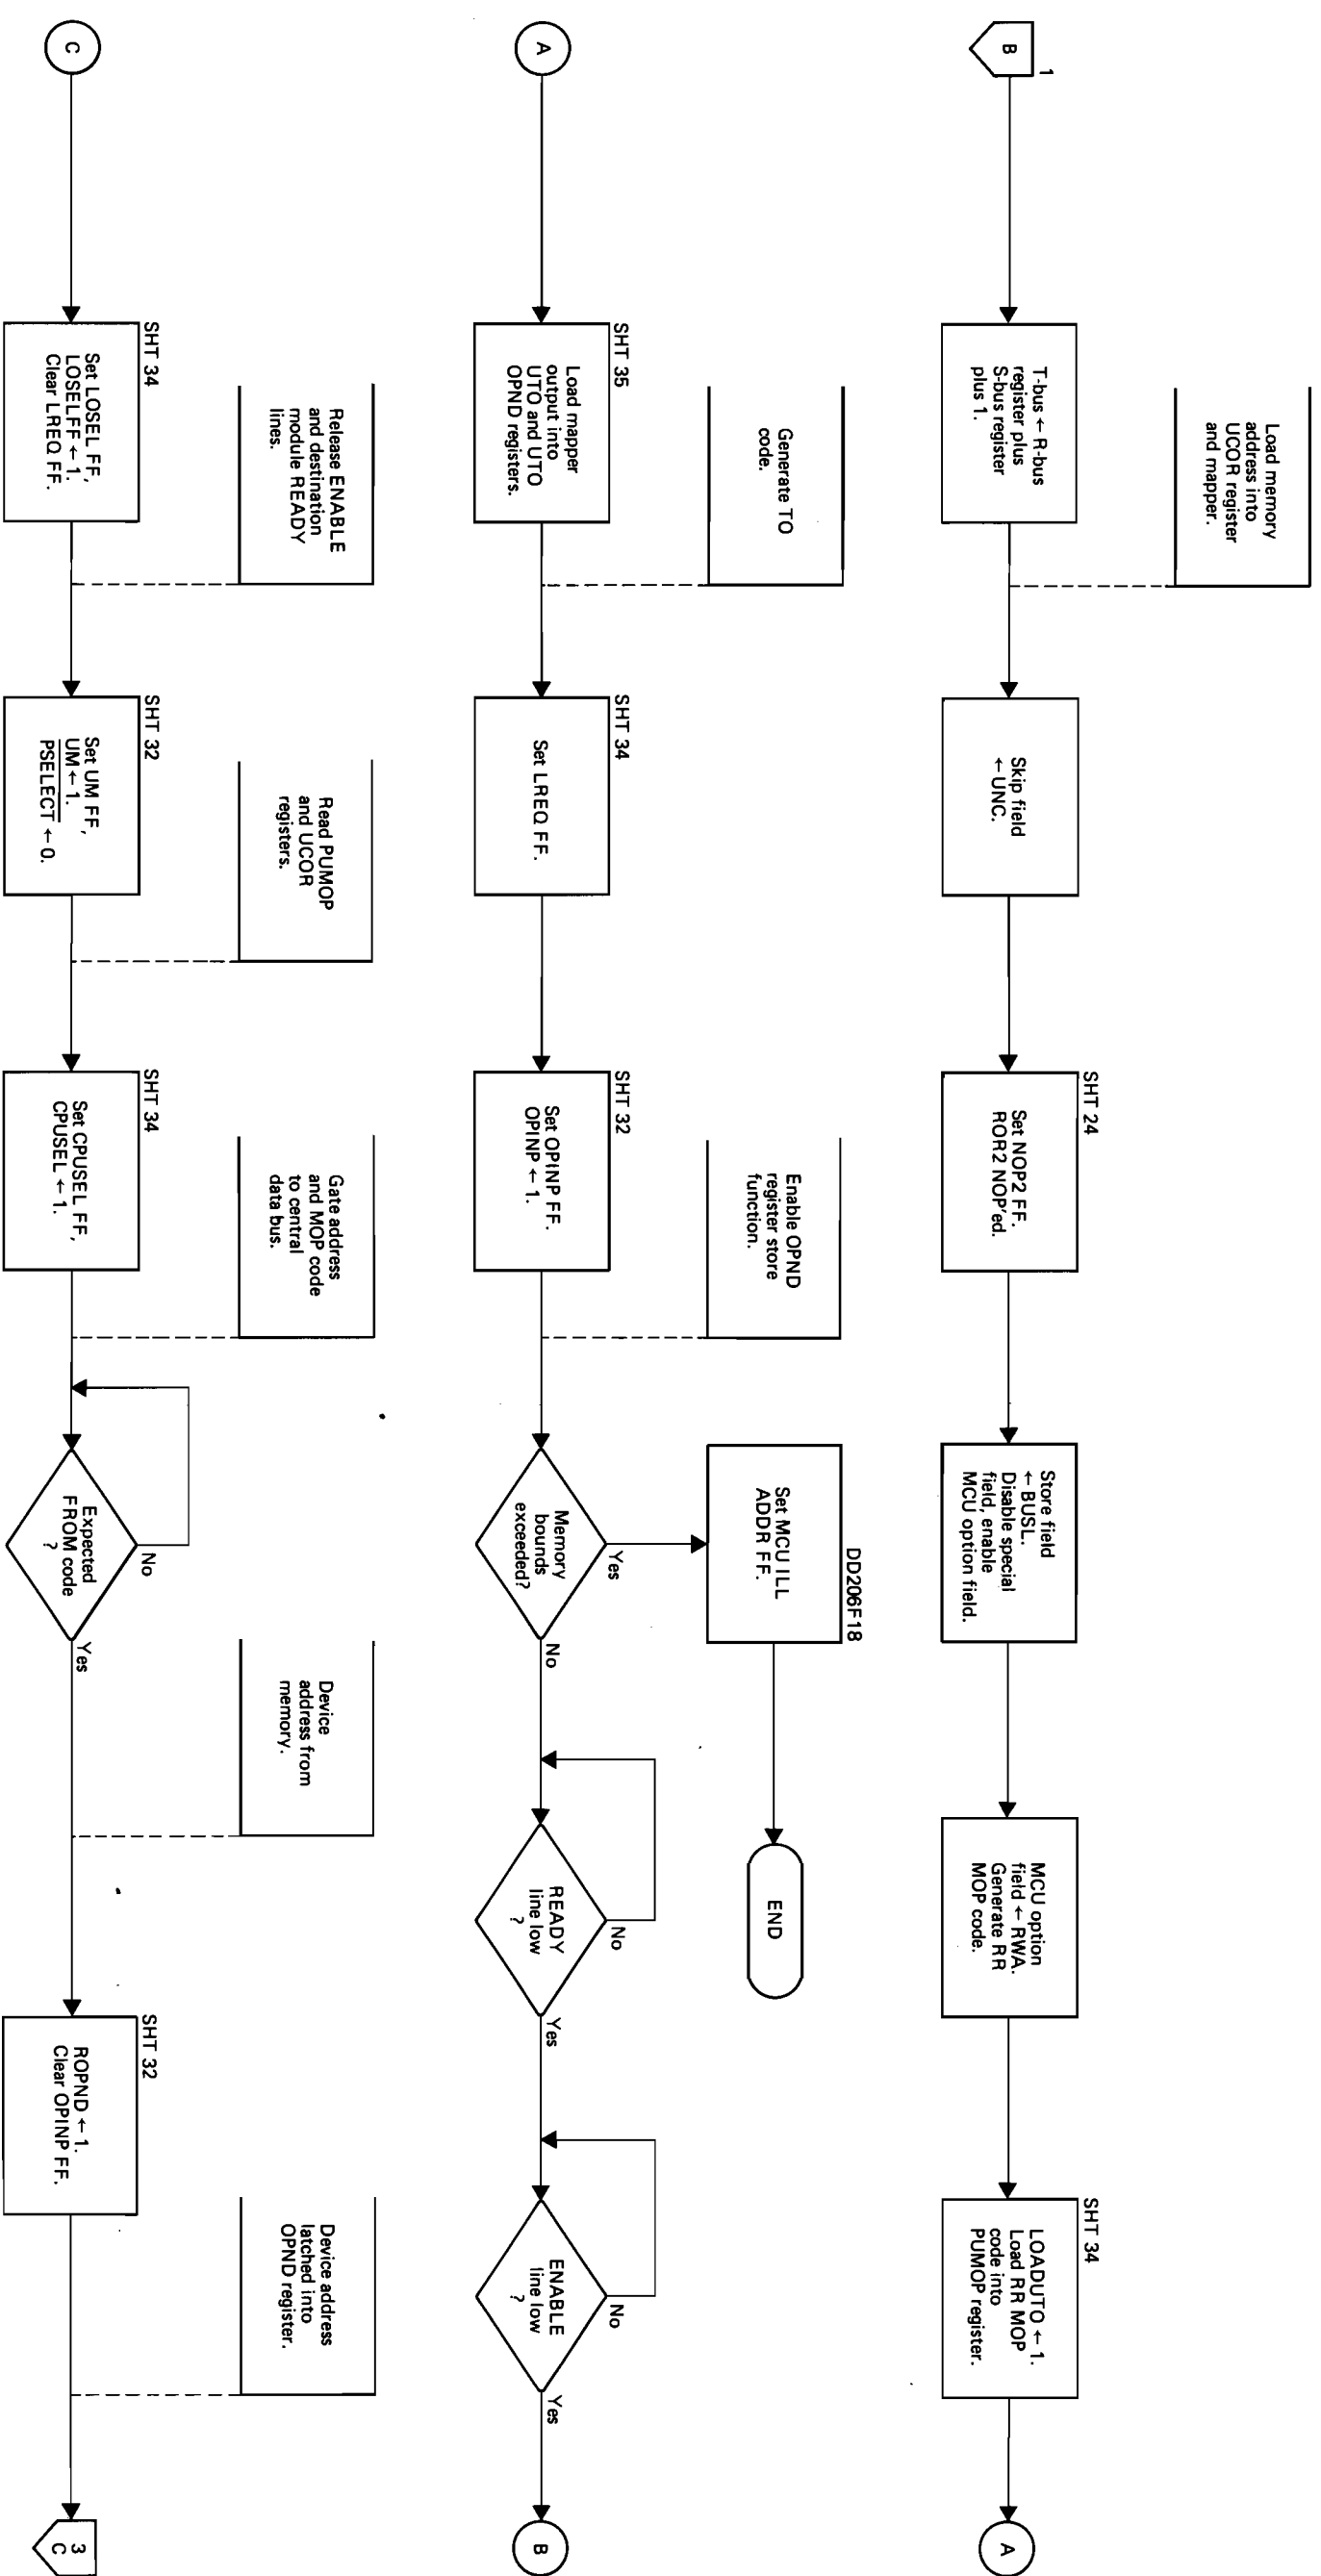 B
1
Load memory
address into
UCOR register
and mapper.
T-bus ← R-bus
register plus
S-bus register
plus 1.
Skip field
← UNC.
SHT 24
Set NOP2 FF.
ROR2 NOP'ed.
Store field
← BUSL.
Disable special
field, enable
MCU option field.
MCU option
field ← RWA.
Generate RR
MOP code.
SHT 34
LOADUTO ← 1.
Load RR MOP
code into
PUMOP register.
A
A
SHT 35
Load mapper
output into
UTO and UTO
OPND registers.
Generate TO
code.
SHT 34
Set LREQ FF.
SHT 32
Set OPINP FF.
OPINP ← 1.
Enable OPND
register store
function.
Memory
bounds
exceeded?
Yes
No
DD206F18
Set MCU ILL
ADDR FF.
END
READY
line low
?
No
Yes
ENABLE
line low
?
No
Yes
B
C
SHT 34
Set LOSEL FF,
LOSELFF ← 1.
Clear LREQ FF.
Release ENABLE
and destination
module READY
lines.
SHT 32
Set UM FF,
UM ← 1.
PSELECT ← 0.
Read PUMOP
and UCOR
registers.
SHT 34
Set CPUSEL FF,
CPUSEL ← 1.
Gate address
and MOP code
to central
data bus.
Expected
FROM code
?
No
Yes
Device
address from
memory.
SHT 32
ROPND ← 1.
Clear OPINP FF.
Device address
latched into
OPND register.
3
C